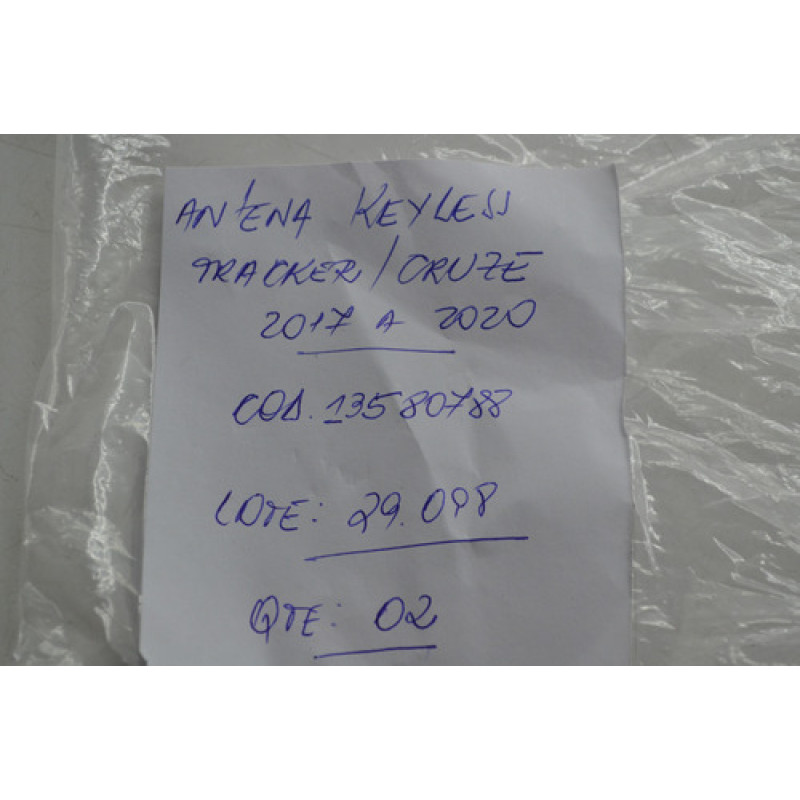 ANTENA KEYLESS
TRACKER / CRUZE
2017 A 2020
COD. 13580788
LOTE: 29.098
QTE: 02